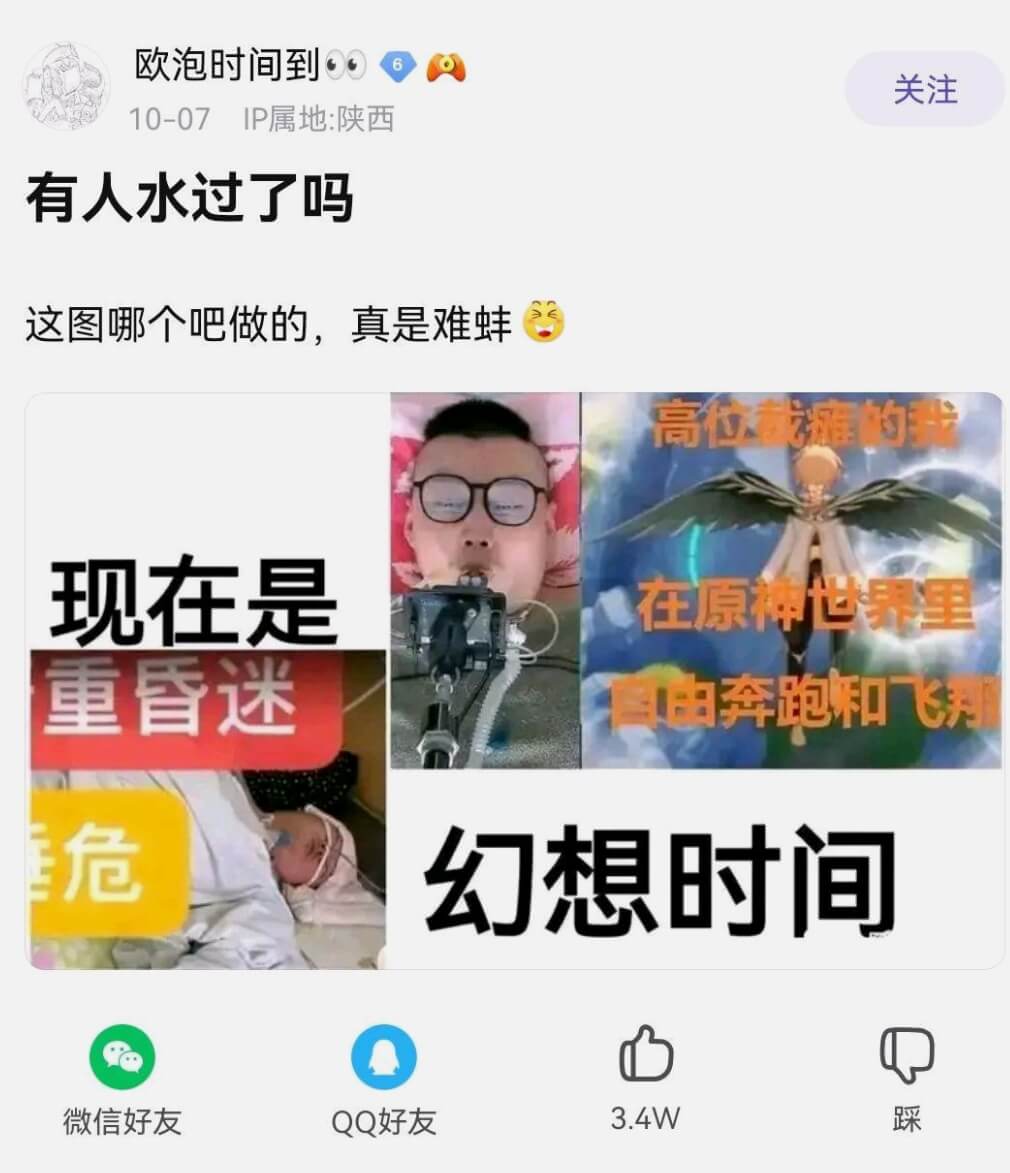 欧泡时间到👀 6
10-07 IP属地:陕西
关注
有人水过了吗
这图哪个吧做的，真是难蚌😆
现在是
重昏迷
垂危
高位截瘫的我
在原神世界里
自由奔跑和飞翔
幻想时间
微信好友
QQ好友
3.4W
踩